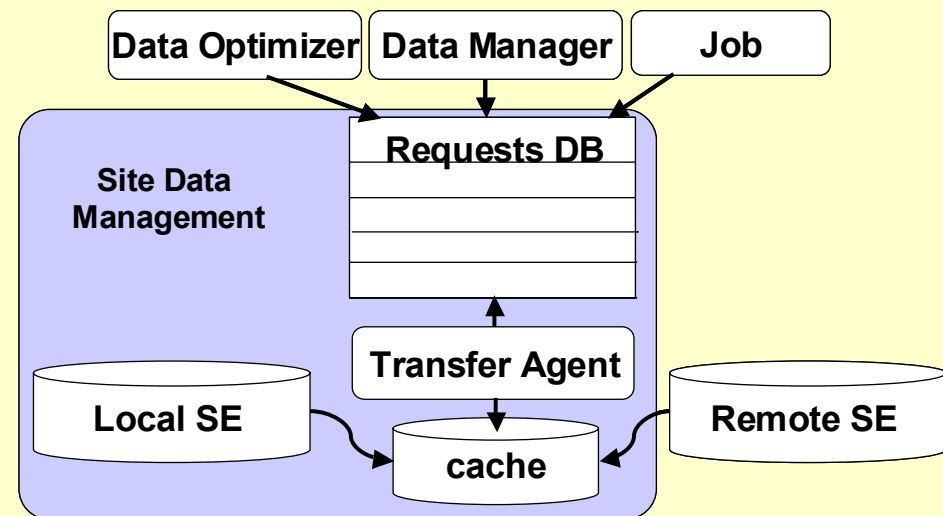 Data Optimizer
Data Manager
Job
Requests DB
Site Data
Management
Transfer Agent
Local SE
Remote SE
cache